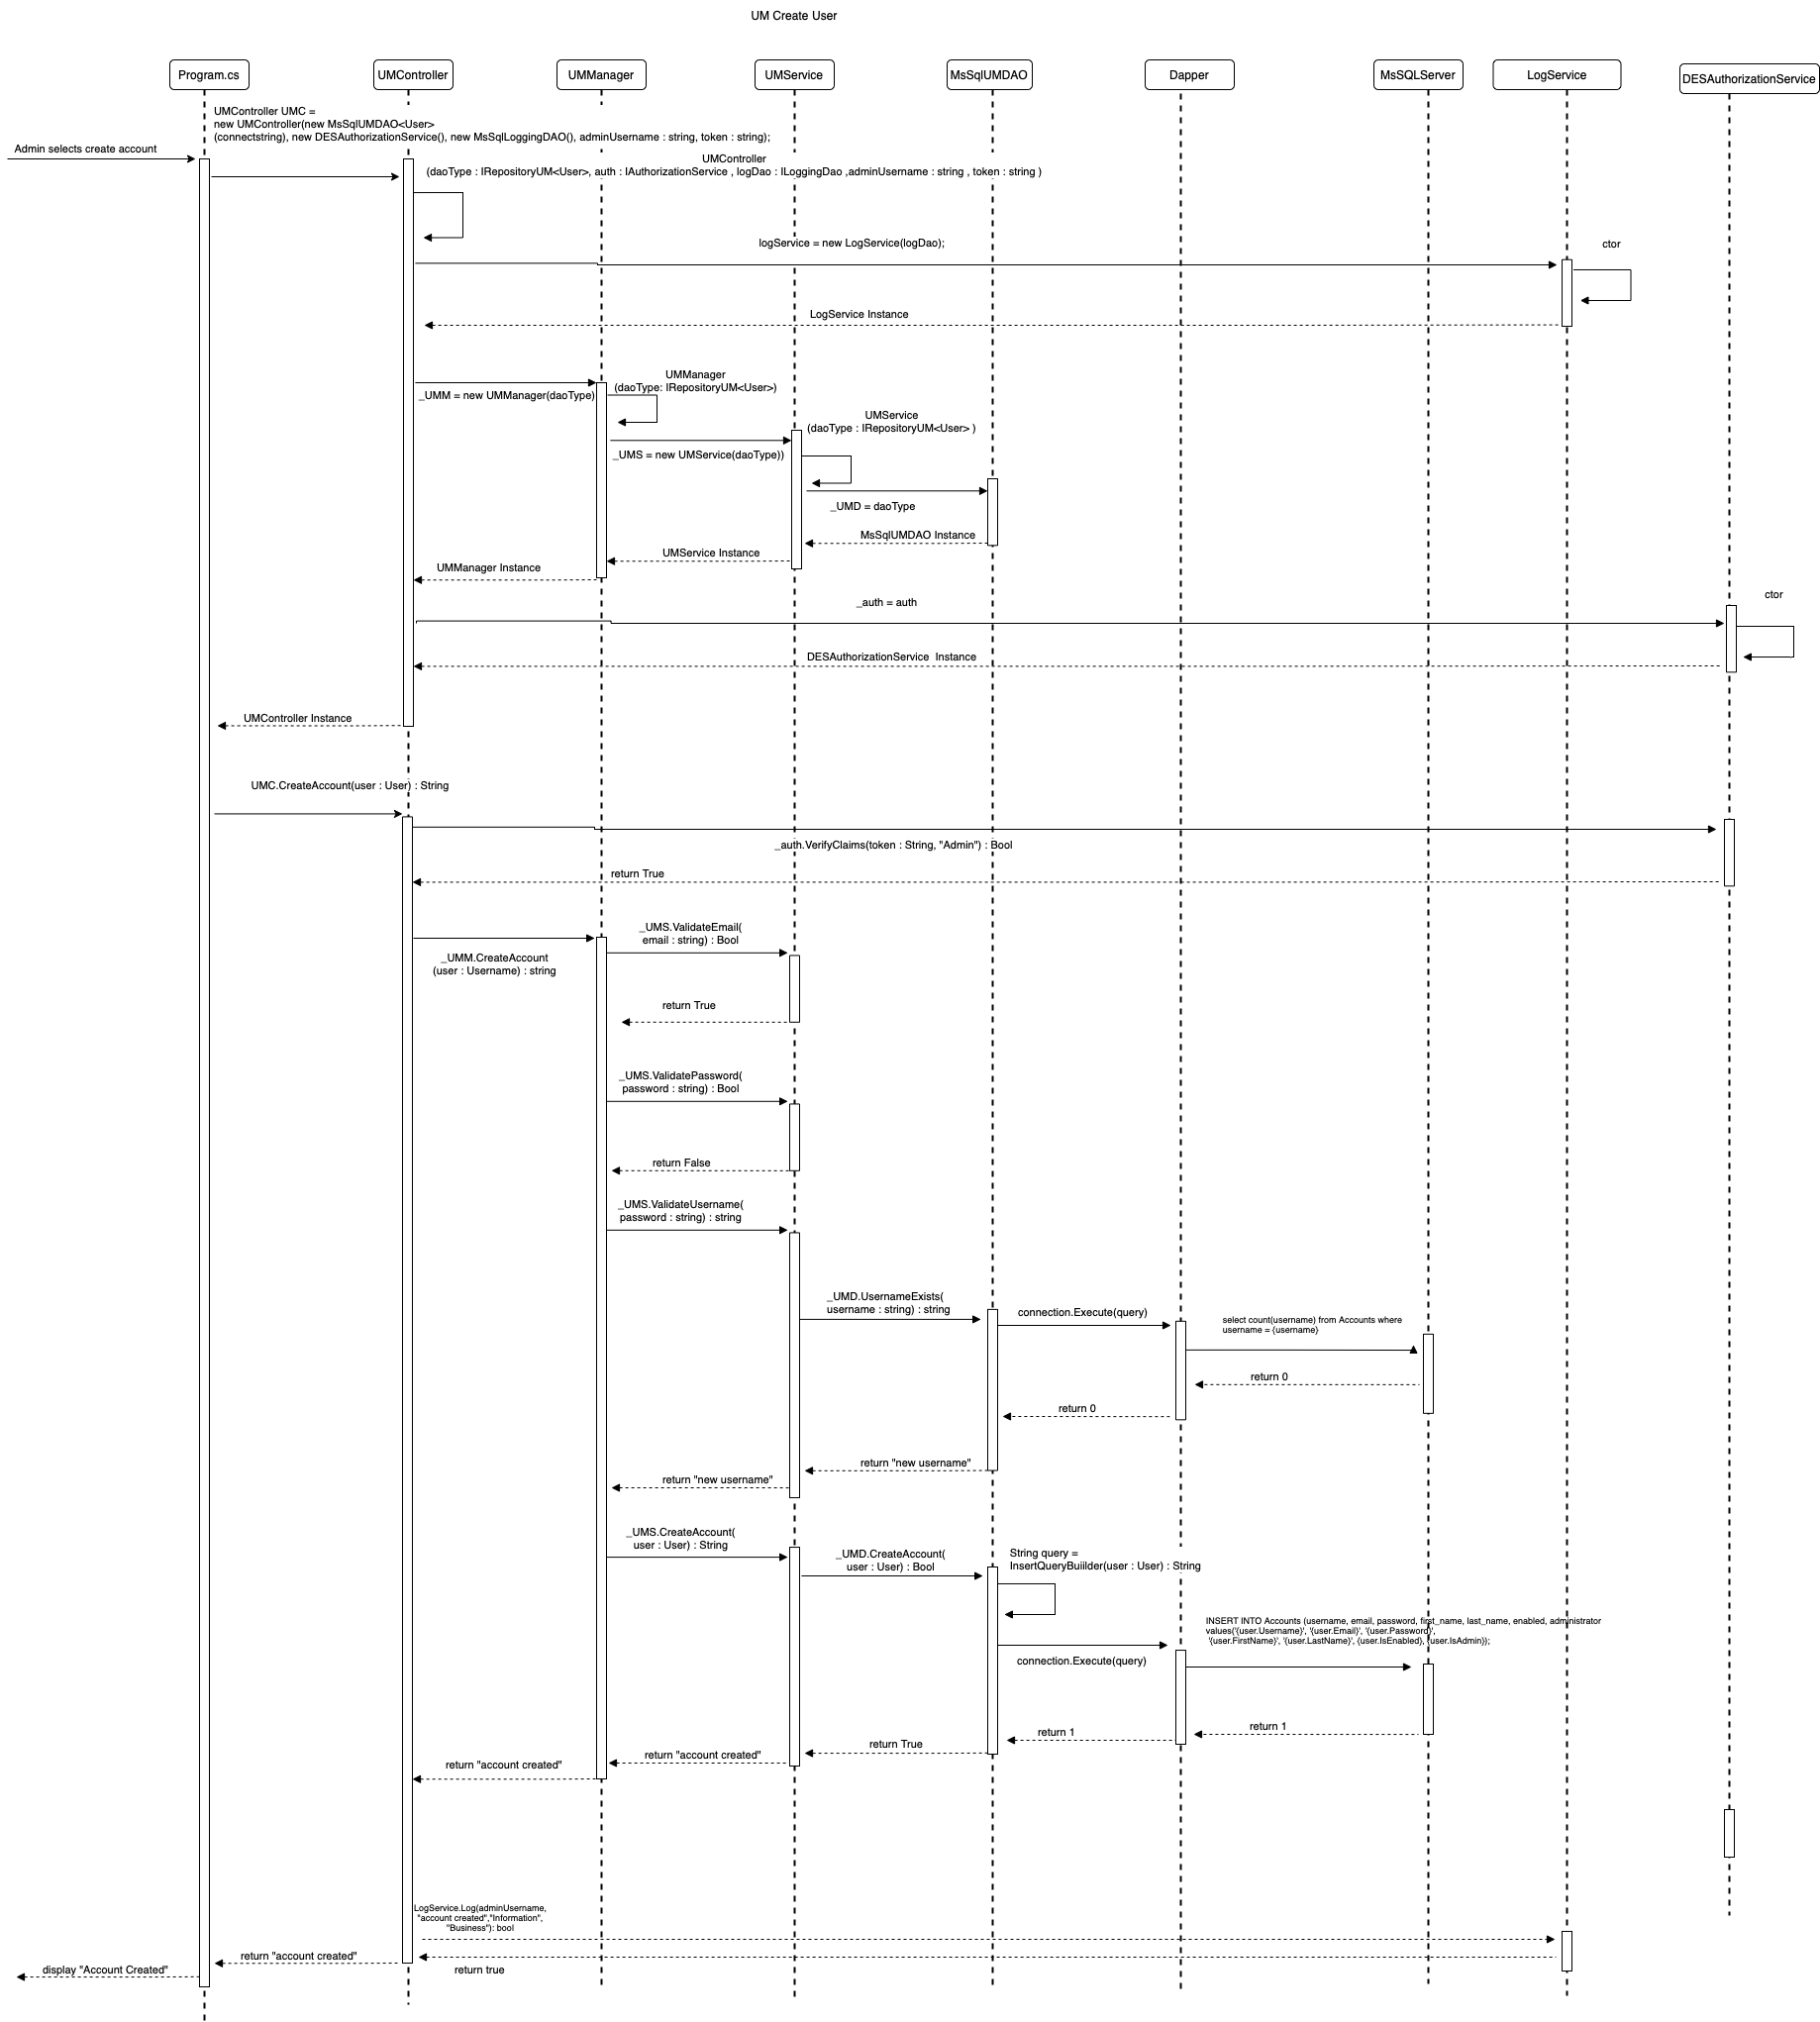 UM Create User
Program.cs
UMController
UMManager
UMService
MsSqlUMDAO
Dapper
MsSQLServer
LogService
DESAuthorizationService
UMController UMC =
new UMController(new MsSqlUMDAO<User>
(connectstring), new DESAuthorizationService(), new MsSqlLoggingDAO(), adminUsername : string, token : string);
Admin selects create account
UMController
(daoType : IRepositoryUM<User>, auth : IAuthorizationService , logDao : ILoggingDao ,adminUsername : string , token : string )
logService = new LogService(logDao);
ctor
LogService Instance
UMManager
(daoType: IRepositoryUM<User>)
_UMM = new UMManager(daoType)
UMService
(daoType : IRepositoryUM<User> )
_UMS = new UMService(daoType))
_UMD = daoType
MsSqlUMDAO Instance
UMService Instance
UMManager Instance
_auth = auth
ctor
DESAuthorizationService  Instance
UMController Instance
UMC.CreateAccount(user : User) : String
_auth.VerifyClaims(token : String, "Admin") : Bool
return True
_UMS.ValidateEmail(
email : string) : Bool
_UMM.CreateAccount
(user : Username) : string
return True
_UMS.ValidatePassword(
password : string) : Bool
return False
_UMS.ValidateUsername(
password : string) : string
_UMD.UsernameExists(
username : string) : string
connection.Execute(query)
select count(username) from Accounts where
username = {username}
return 0
return 0
return "new username"
return "new username"
_UMS.CreateAccount(
user : User) : String
_UMD.CreateAccount(
user : User) : Bool
String query =
InsertQueryBuiilder(user : User) : String
INSERT INTO Accounts (username, email, password, first_name, last_name, enabled, administrator
values('{user.Username}', '{user.Email}', '{user.Password}',
'{user.FirstName}', '{user.LastName}', {user.IsEnabled}, {user.IsAdmin});
connection.Execute(query)
return 1
return 1
return True
return "account created"
return "account created"
LogService.Log(adminUsername,
"account created","Information",
"Business"): bool
return "account created"
return true
display "Account Created"